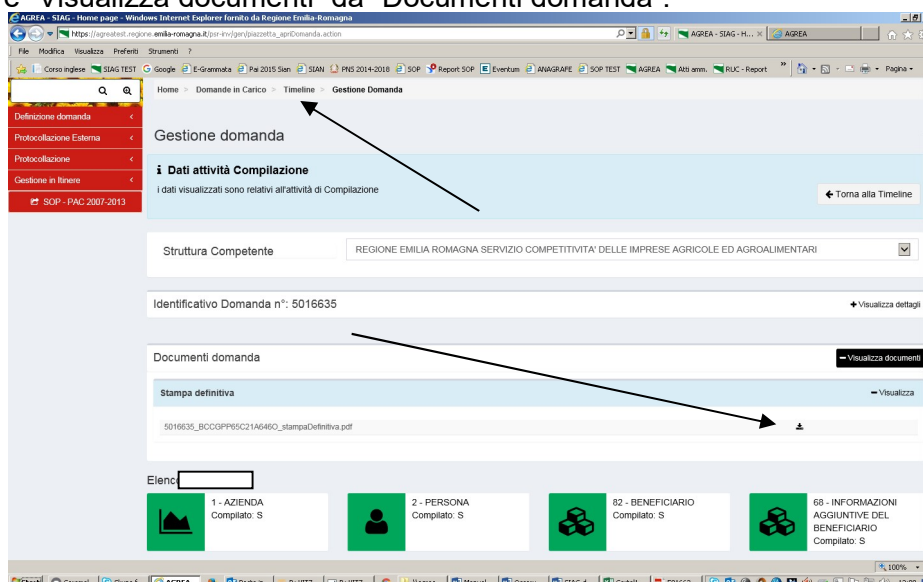 e "Visualizza documenti" da "Documenti domanda".
AGREA - SIAG - Home page - Windows Internet Explorer fornito da Regione Emilia-Romagna
https://agreatest.regione.emilia-romagna.it/psr-inv/gen/piazzetta_apriDomanda.action
AGREA - SIAG - H... AGREA
File Modifica Visualizza Preferiti Strumenti ?
Corso inglese SIAG TEST Google E-Grammata Pai 2015 Sian SIAN PNS 2014-2018 SOP Report SOP Eventum ANAGRAFE SOP TEST AGREA Atti amm. RUC - Report Pagina
Home > Domande in Carico > Timeline > Gestione Domanda
Definizione domanda
Protocollazione Esterna
Protocollazione
Gestione in Itinere
SOP - PAC 2007-2013
Gestione domanda
i Dati attività Compilazione
i dati visualizzati sono relativi all'attività di Compilazione
Torna alla Timeline
Struttura Competente REGIONE EMILIA ROMAGNA SERVIZIO COMPETITIVITA' DELLE IMPRESE AGRICOLE ED AGROALIMENTARI
Identificativo Domanda n°: 5016635 Visualizza dettagli
Documenti domanda Visualizza documenti
Stampa definitiva Visualizza
5016635_BCCGPP65C21A646O_stampaDefinitiva.pdf
Elenco
1 - AZIENDA
Compilato: S
2 - PERSONA
Compilato: S
82 - BENEFICIARIO
Compilato: S
68 - INFORMAZIONI
AGGIUNTIVE DEL
BENEFICIARIO
Compilato: S
100%